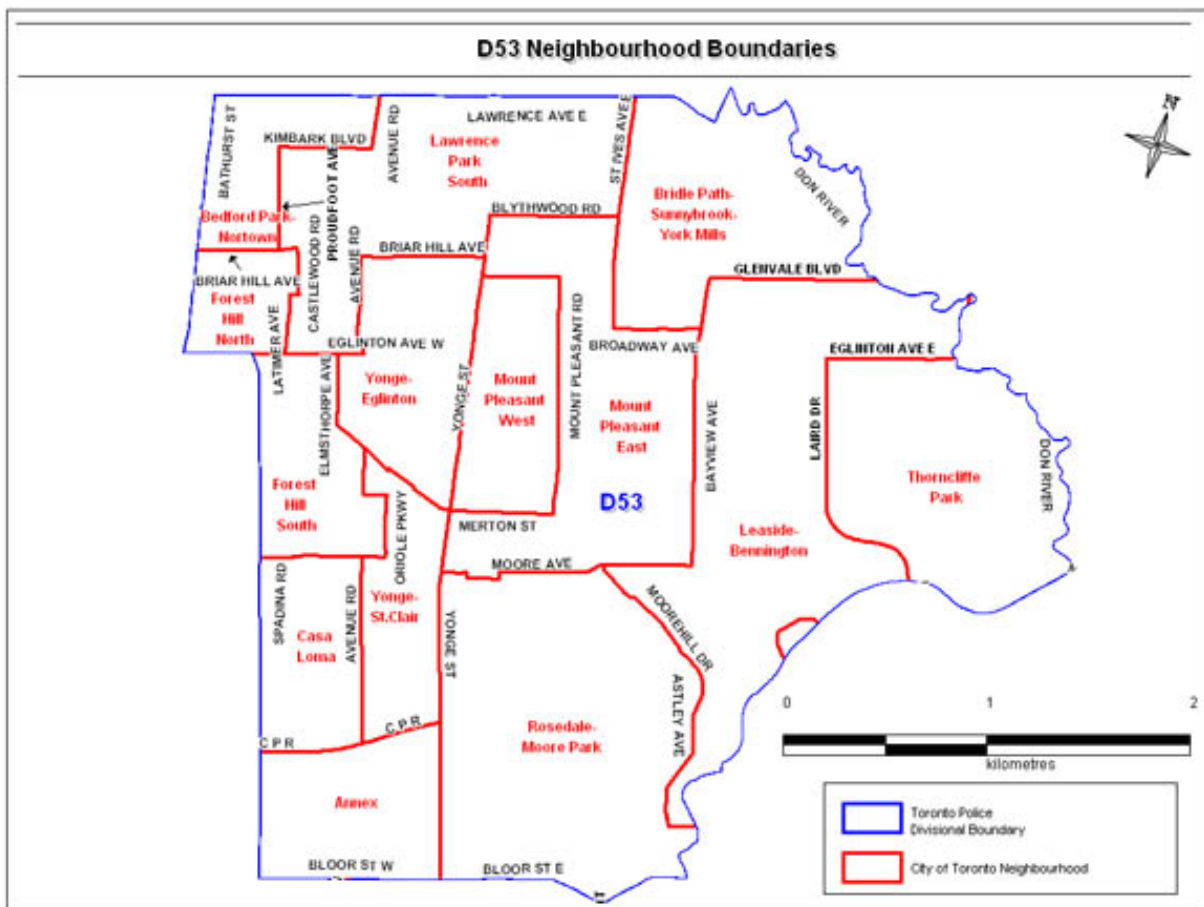 D53 Neighbourhood Boundaries
N
BATHURST ST
KIMBARK BLVD
AVENUE RD
LAWRENCE AVE E
Lawrence
Park
South
ST IVES AVE E
DON RIVER
PROUDFOOT AVE
Bedford Park-
Nortown
BLYTHWOOD RD
Bridle Path-
Sunnybrook-
York Mills
CASTLEWOOD RD
AVENUE RD
BRIAR HILL AVE
BRIAR HILL AVE
GLENVALE BLVD
Forest
Hill
North
LATIMER AVE
EGLINTON AVE W
YONGE ST
MOUNT PLEASANT RD
BROADWAY AVE
EGLINTON AVE E
ELMSTHORPE AVE
Yonge-
Eglinton
Mount
Pleasant
West
Mount
Pleasant
East
BAYVIEW AVE
LAIRD DR
Thorncliffe
Park
DON RIVER
Forest
Hill
South
D53
ORIOLE PKWY
MERTON ST
Leaside-
Bennington
MOORE AVE
SPADINA RD
AVENUE RD
Yonge-
St.Clair
YONGE ST
MOOREHILL DR
Casa
Loma
ASTLEY AVE
C P R
C P R
Rosedale-
Moore Park
Annex
BLOOR ST W
BLOOR ST E
0 1 2
kilometres
Toronto Police
Divisional Boundary
City of Toronto Neighbourhood